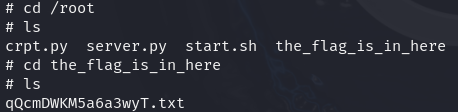 # cd /root
# ls
crpt.py  server.py  start.sh  the_flag_is_in_here
# cd the_flag_is_in_here
# ls
qQcmDWKM5a6a3wyT.txt